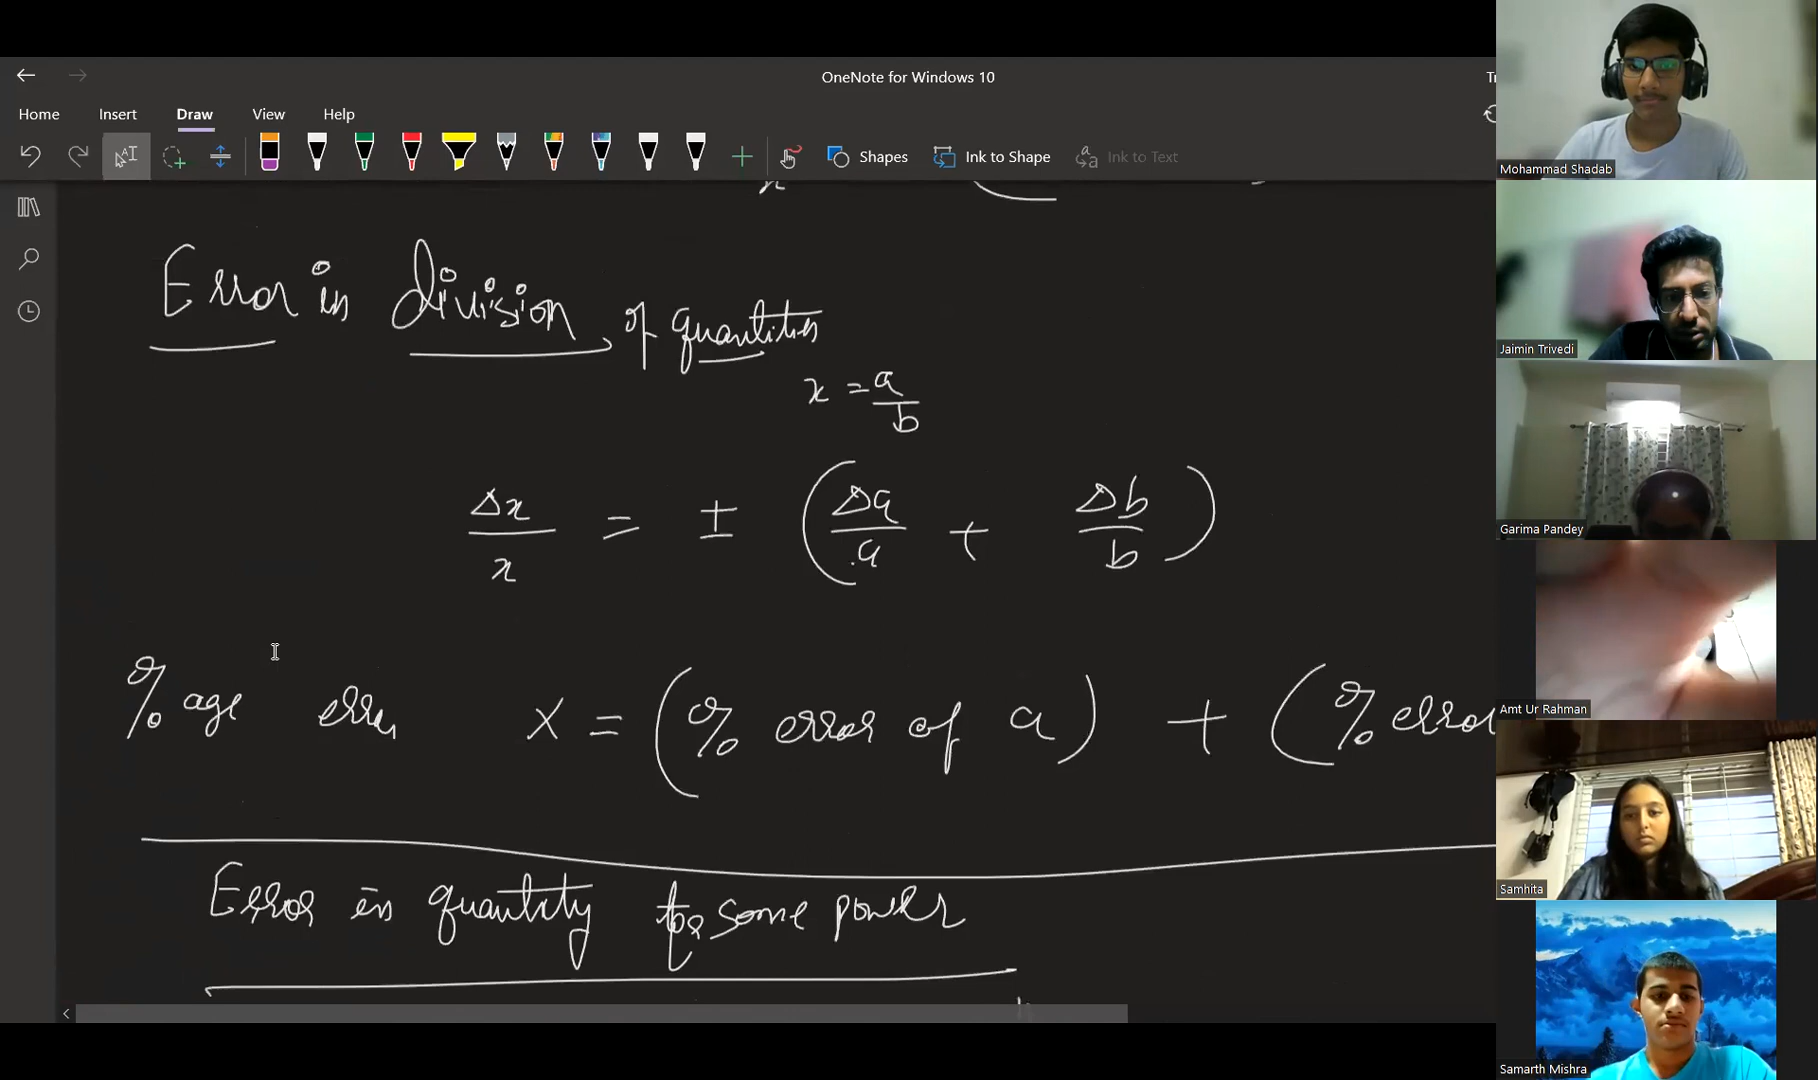 OneNote for Windows 10
Home Insert Draw View Help
Shapes Ink to Shape Ink to Text
Error in division of quantities
x = a/b
Δx/x = ± (Δa/a + Δb/b)
% age error x = (% error of a) + (% error
Error in quantity to some power
Mohammad Shadab
Jaimin Trivedi
Garima Pandey
Amt Ur Rahman
Samhita
Samarth Mishra